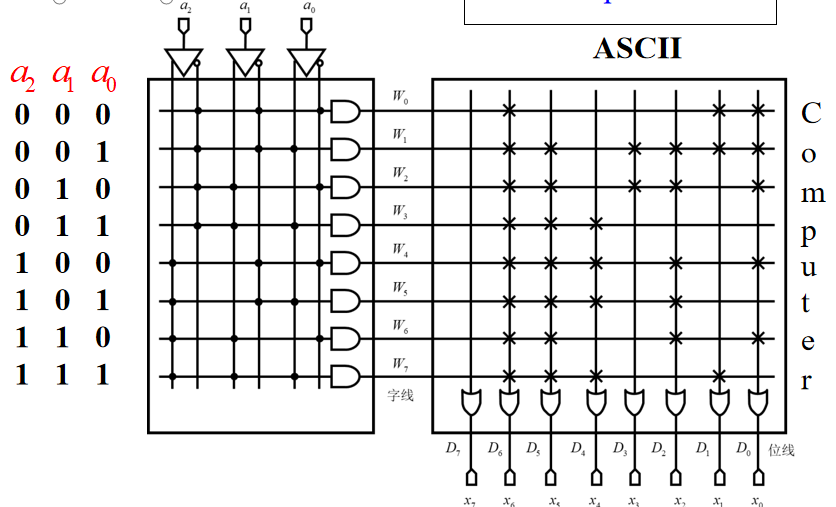 a₂ a₁ a₀
ASCII
a₂ a₁ a₀
0 0 0 W₀ C
0 0 1 W₁ o
0 1 0 W₂ m
0 1 1 W₃ p
1 0 0 W₄ u
1 0 1 W₅ t
1 1 0 W₆ e
1 1 1 W₇ r
字线
D₇ D₆ D₅ D₄ D₃ D₂ D₁ D₀ 位线
x₇ x₆ x₅ x₄ x₃ x₂ x₁ x₀